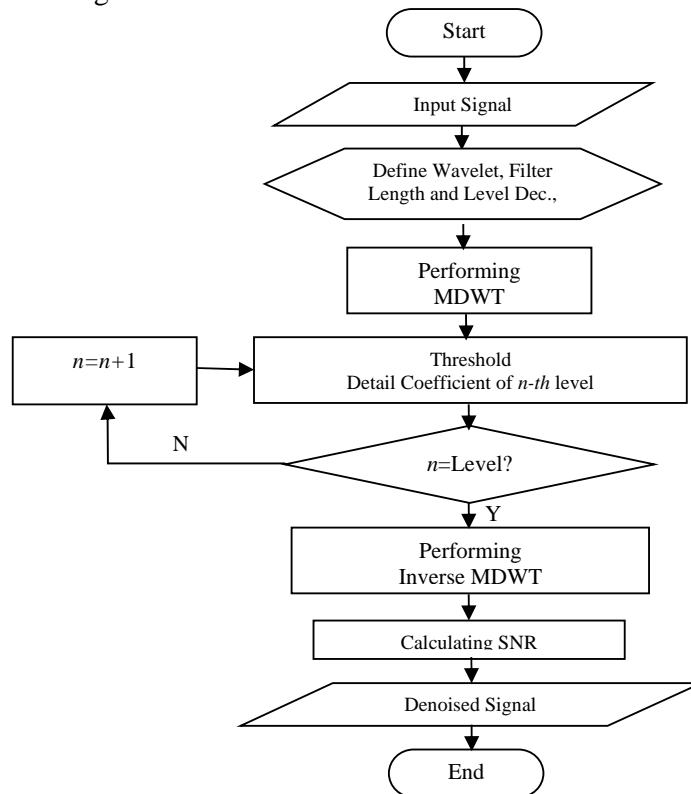 Start
Input Signal
Define Wavelet, Filter
Length and Level Dec.,
Performing
MDWT
n=n+1
Threshold
Detail Coefficient of n-th level
N
n=Level?
Y
Performing
Inverse MDWT
Calculating SNR
Denoised Signal
End